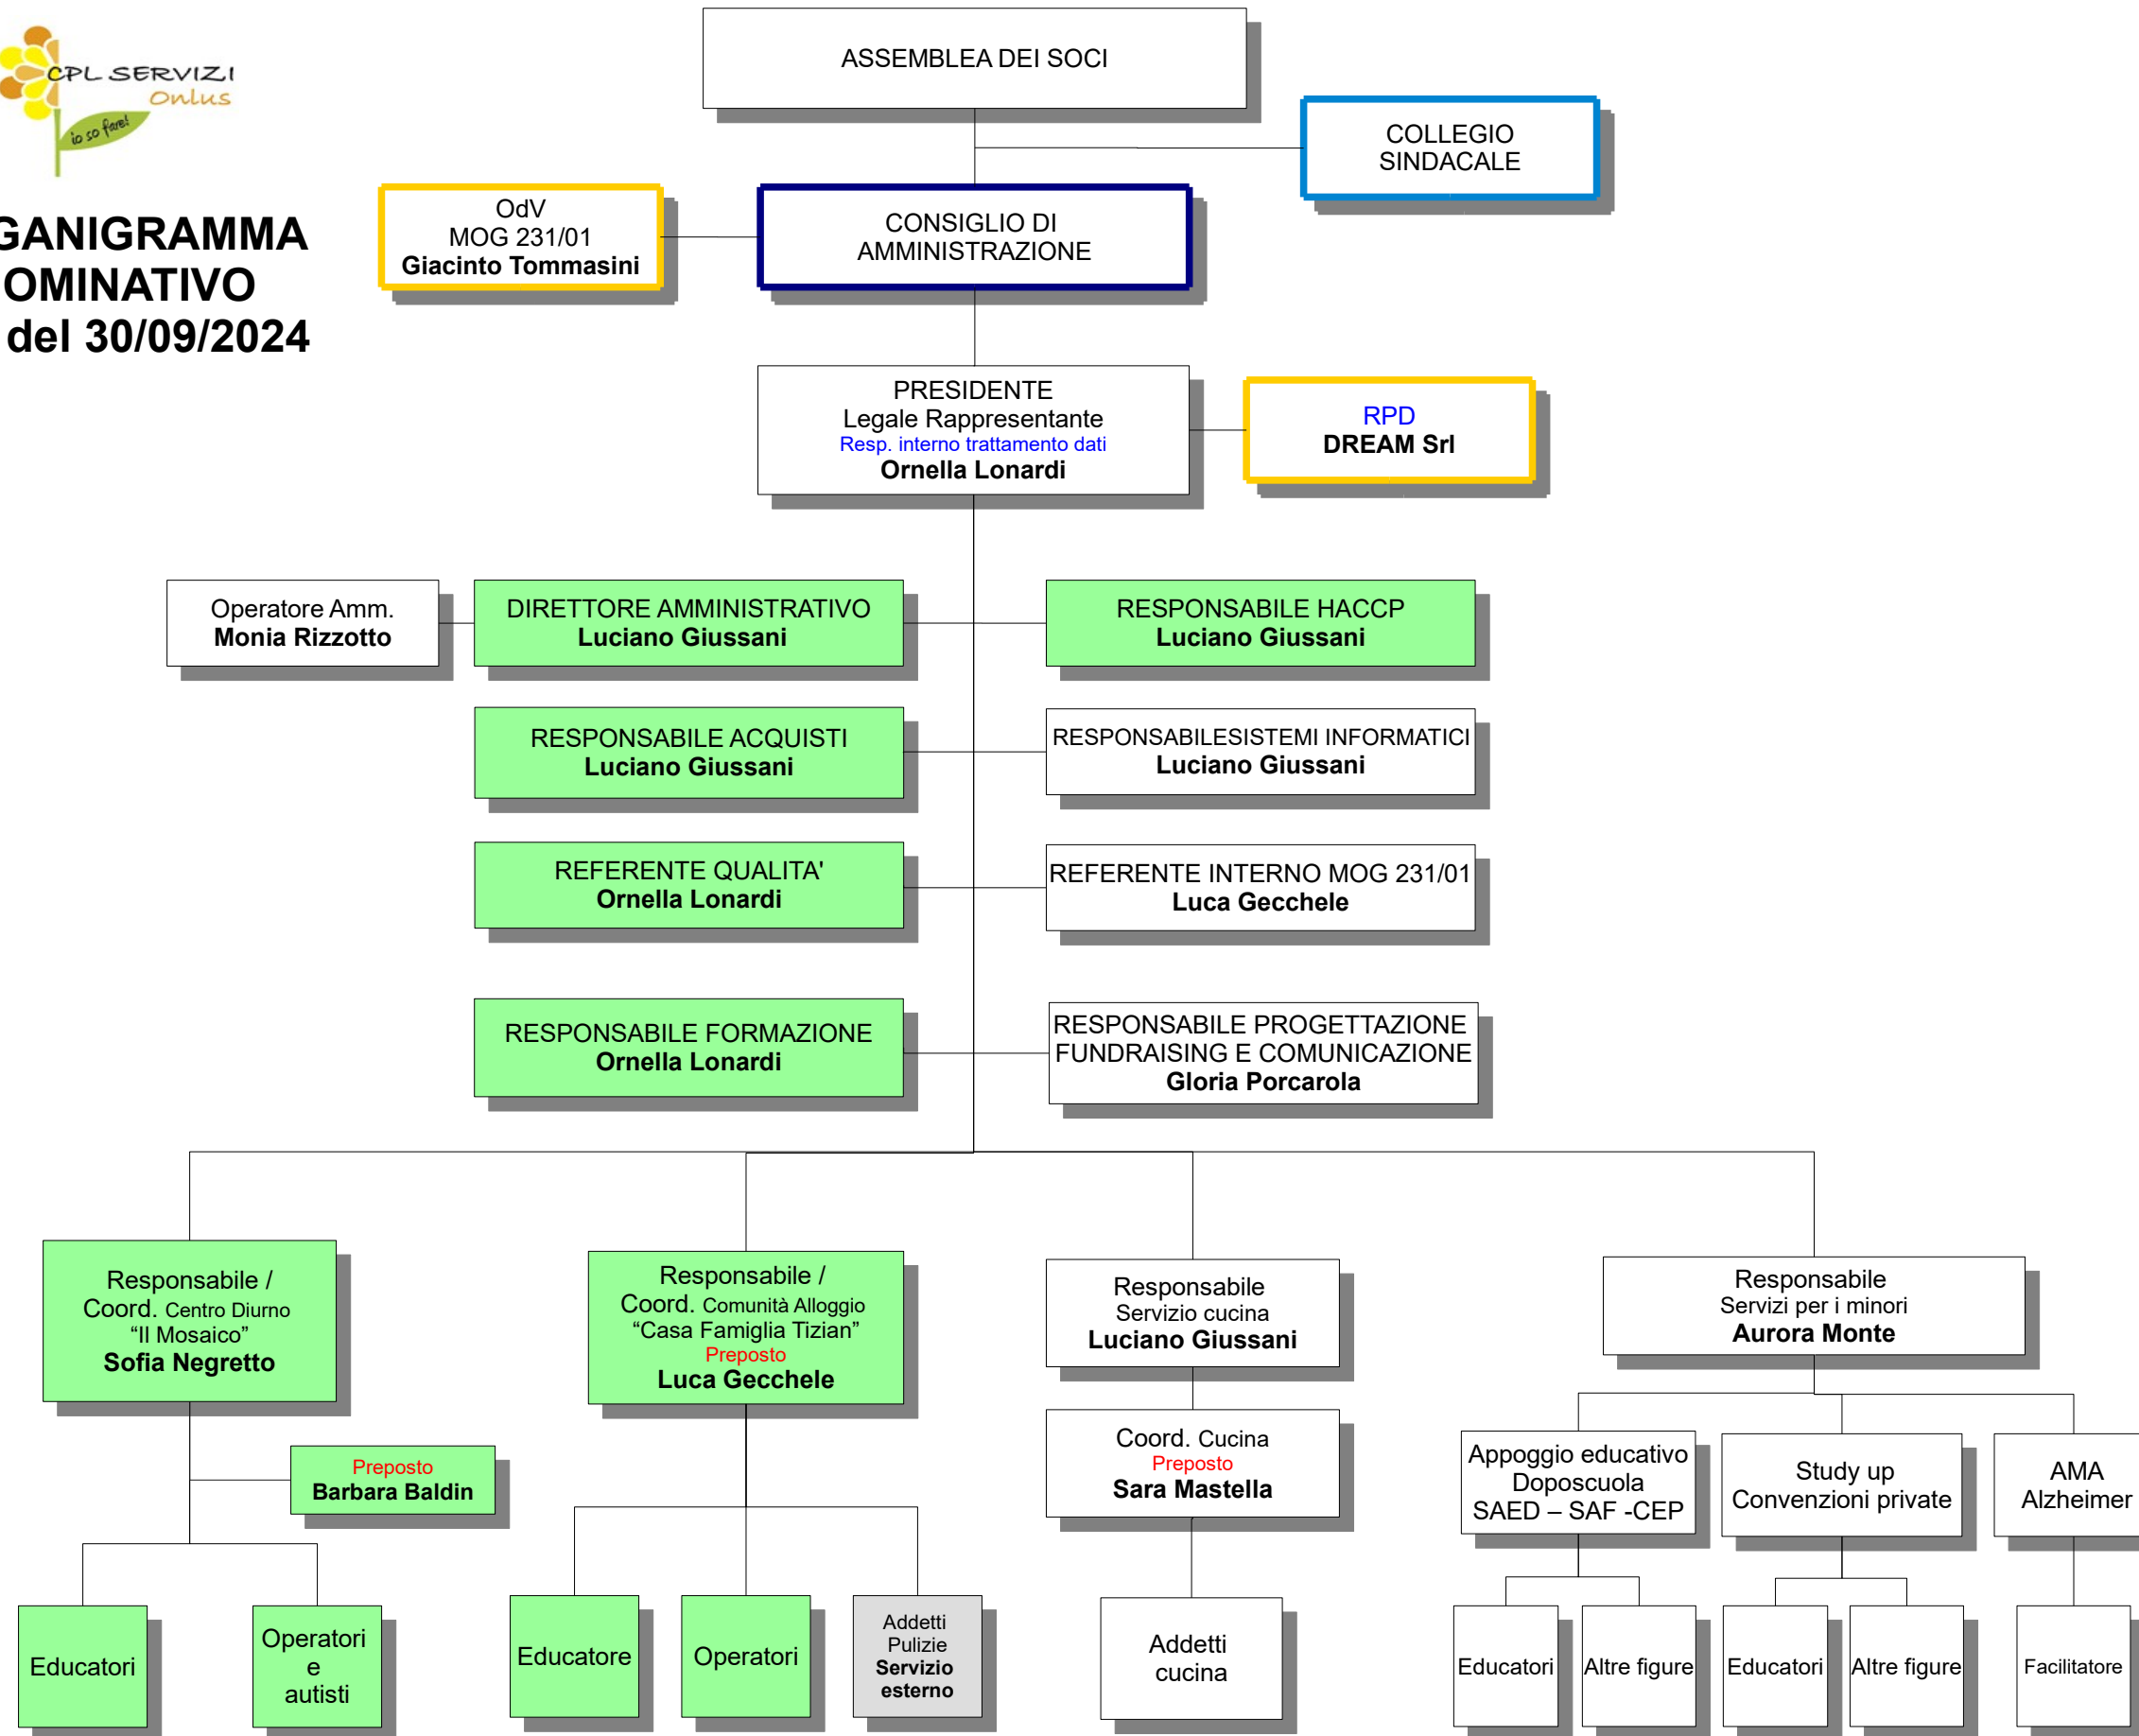 CPL SERVIZI
Onlus
io so fare!
GANIGRAMMA
OMINATIVO
del 30/09/2024
ASSEMBLEA DEI SOCI
COLLEGIO
SINDACALE
OdV
MOG 231/01
Giacinto Tommasini
CONSIGLIO DI
AMMINISTRAZIONE
PRESIDENTE
Legale Rappresentante
Resp. interno trattamento dati
Ornella Lonardi
RPD
DREAM Srl
Operatore Amm.
Monia Rizzotto
DIRETTORE AMMINISTRATIVO
Luciano Giussani
RESPONSABILE HACCP
Luciano Giussani
RESPONSABILE ACQUISTI
Luciano Giussani
RESPONSABILESISTEMI INFORMATICI
Luciano Giussani
REFERENTE QUALITA'
Ornella Lonardi
REFERENTE INTERNO MOG 231/01
Luca Gecchele
RESPONSABILE FORMAZIONE
Ornella Lonardi
RESPONSABILE PROGETTAZIONE
FUNDRAISING E COMUNICAZIONE
Gloria Porcarola
Responsabile /
Coord. Centro Diurno
“Il Mosaico”
Sofia Negretto
Responsabile /
Coord. Comunità Alloggio
“Casa Famiglia Tizian”
Preposto
Luca Gecchele
Responsabile
Servizio cucina
Luciano Giussani
Responsabile
Servizi per i minori
Aurora Monte
Preposto
Barbara Baldin
Coord. Cucina
Preposto
Sara Mastella
Appoggio educativo
Doposcuola
SAED – SAF -CEP
Study up
Convenzioni private
AMA
Alzheimer
Educatori
Operatori
e
autisti
Educatore
Operatori
Addetti
Pulizie
Servizio
esterno
Addetti
cucina
Educatori
Altre figure
Educatori
Altre figure
Facilitatore